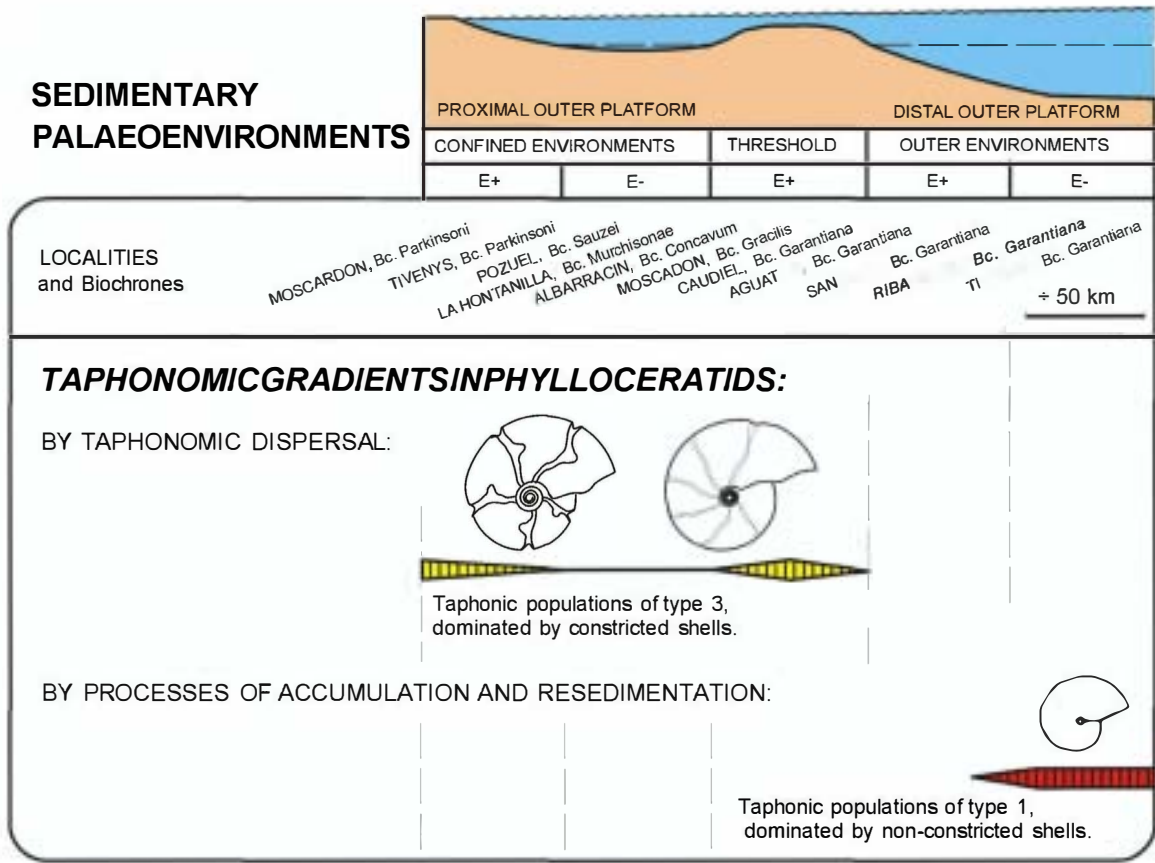 SEDIMENTARY
PALAEOENVIRONMENTS
PROXIMAL OUTER PLATFORM
DISTAL OUTER PLATFORM
CONFINED ENVIRONMENTS
THRESHOLD
OUTER ENVIRONMENTS
E+
E-
E+
E+
E-
LOCALITIES
and Biochrones
MOSCARDON, Bc. Parkinsoni
TIVENYS, Bc. Parkinsoni
POZUEL, Bc. Sauzei
LA HONTANILLA, Bc. Murchisonae
ALBARRACIN, Bc. Concavum
MOSCADON, Bc. Gracilis
CAUDIEL, Bc. Garantiana
AGUAT Bc. Garantiana
SAN Bc. Garantiana
RIBA Bc. Garantiana
TI Bc. Garantiana
÷ 50 km
TAPHONOMICGRADIENTSINPHYLLOCERATIDS:
BY TAPHONOMIC DISPERSAL:
Taphonic populations of type 3,
dominated by constricted shells.
BY PROCESSES OF ACCUMULATION AND RESEDIMENTATION:
Taphonic populations of type 1,
dominated by non-constricted shells.